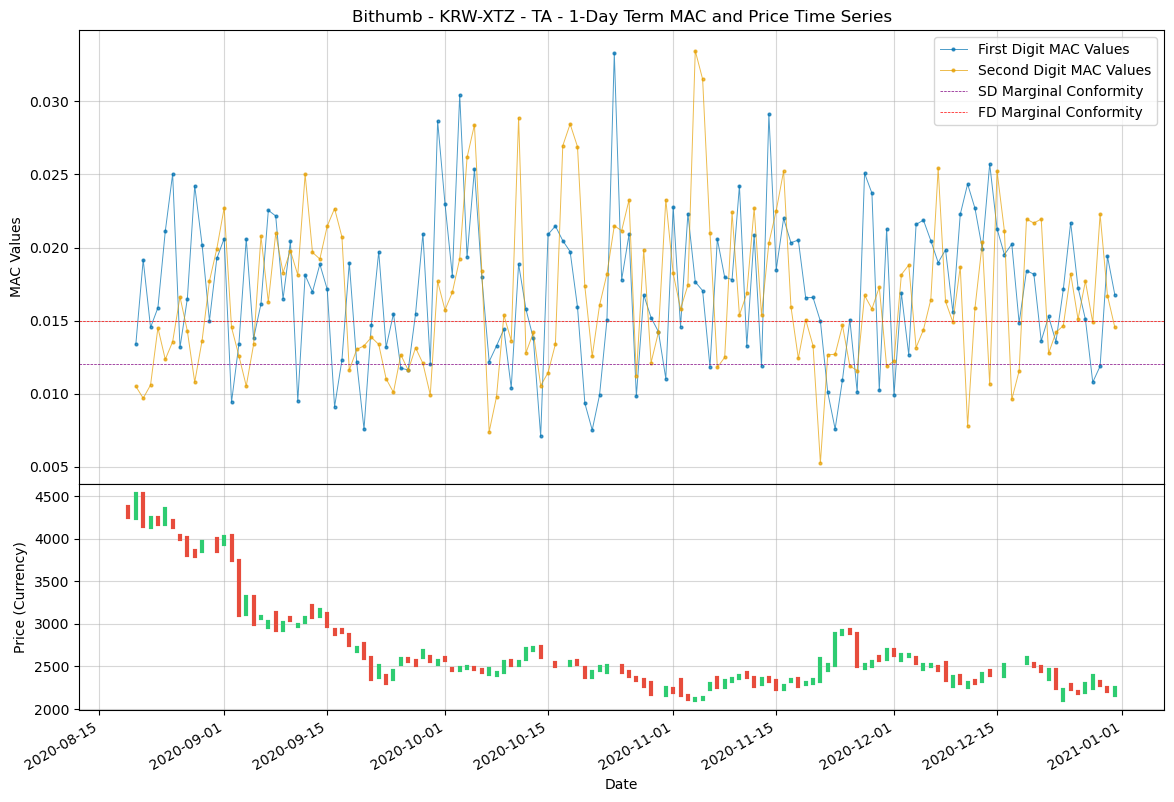 Bithumb - KRW-XTZ - TA - 1-Day Term MAC and Price Time Series
First Digit MAC Values
Second Digit MAC Values
SD Marginal Conformity
FD Marginal Conformity
MAC Values
0.030
0.025
0.020
0.015
0.010
0.005
Price (Currency)
4500
4000
3500
3000
2500
2000
2020-08-15
2020-09-01
2020-09-15
2020-10-01
2020-10-15
2020-11-01
2020-11-15
2020-12-01
2020-12-15
2021-01-01
Date